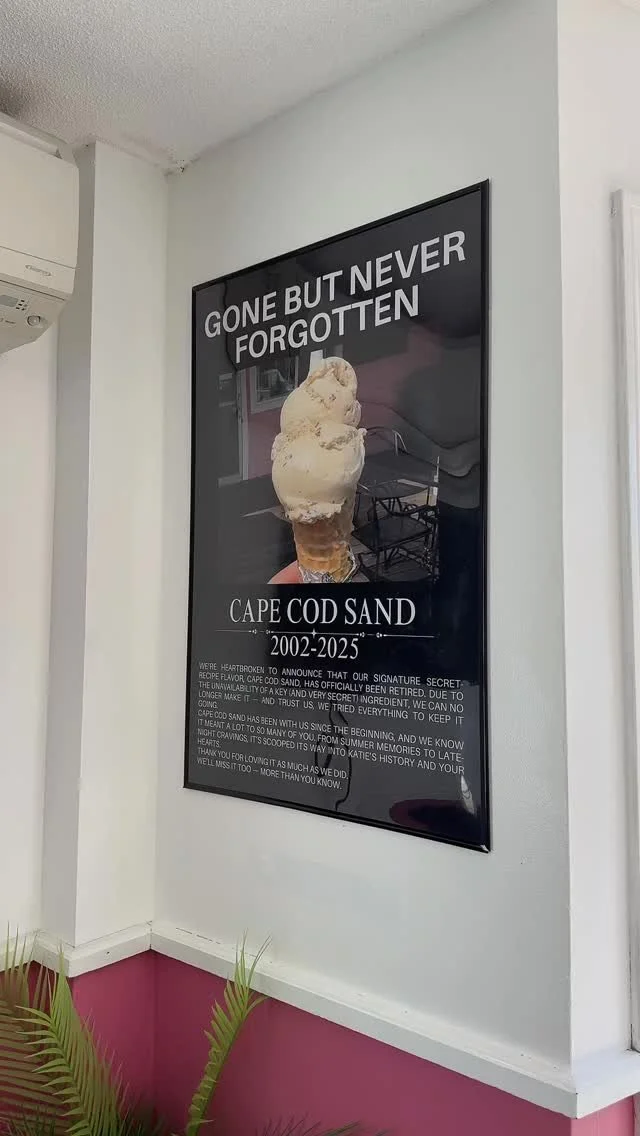 GONE BUT NEVER
FORGOTTEN
CAPE COD SAND
2002-2025
WE'RE HEARTBROKEN TO ANNOUNCE THAT OUR SIGNATURE SECRET-
RECIPE FLAVOR, CAPE COD SAND, HAS OFFICIALLY BEEN RETIRED. DUE TO
THE UNAVAILABILITY OF A KEY (AND VERY SECRET) INGREDIENT, WE CAN NO
LONGER MAKE IT — AND TRUST US, WE TRIED EVERYTHING TO KEEP IT
GOING.
CAPE COD SAND HAS BEEN WITH US SINCE THE BEGINNING, AND WE KNOW
IT MEANT A LOT TO SO MANY OF YOU. FROM SUMMER MEMORIES TO LATE-
NIGHT CRAVINGS, IT'S SCOOPED ITS WAY INTO KATIE'S HISTORY AND YOUR
HEARTS.
THANK YOU FOR LOVING IT AS MUCH AS WE DID.
WE'LL MISS IT TOO — MORE THAN YOU KNOW.